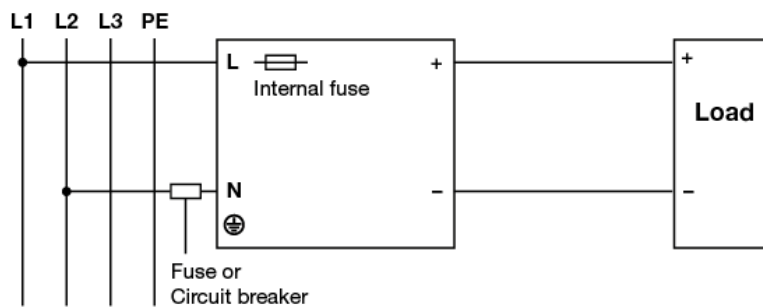 L1 L2 L3 PE
L
Internal fuse
+
+
Load
N
−
−
Fuse or
Circuit breaker